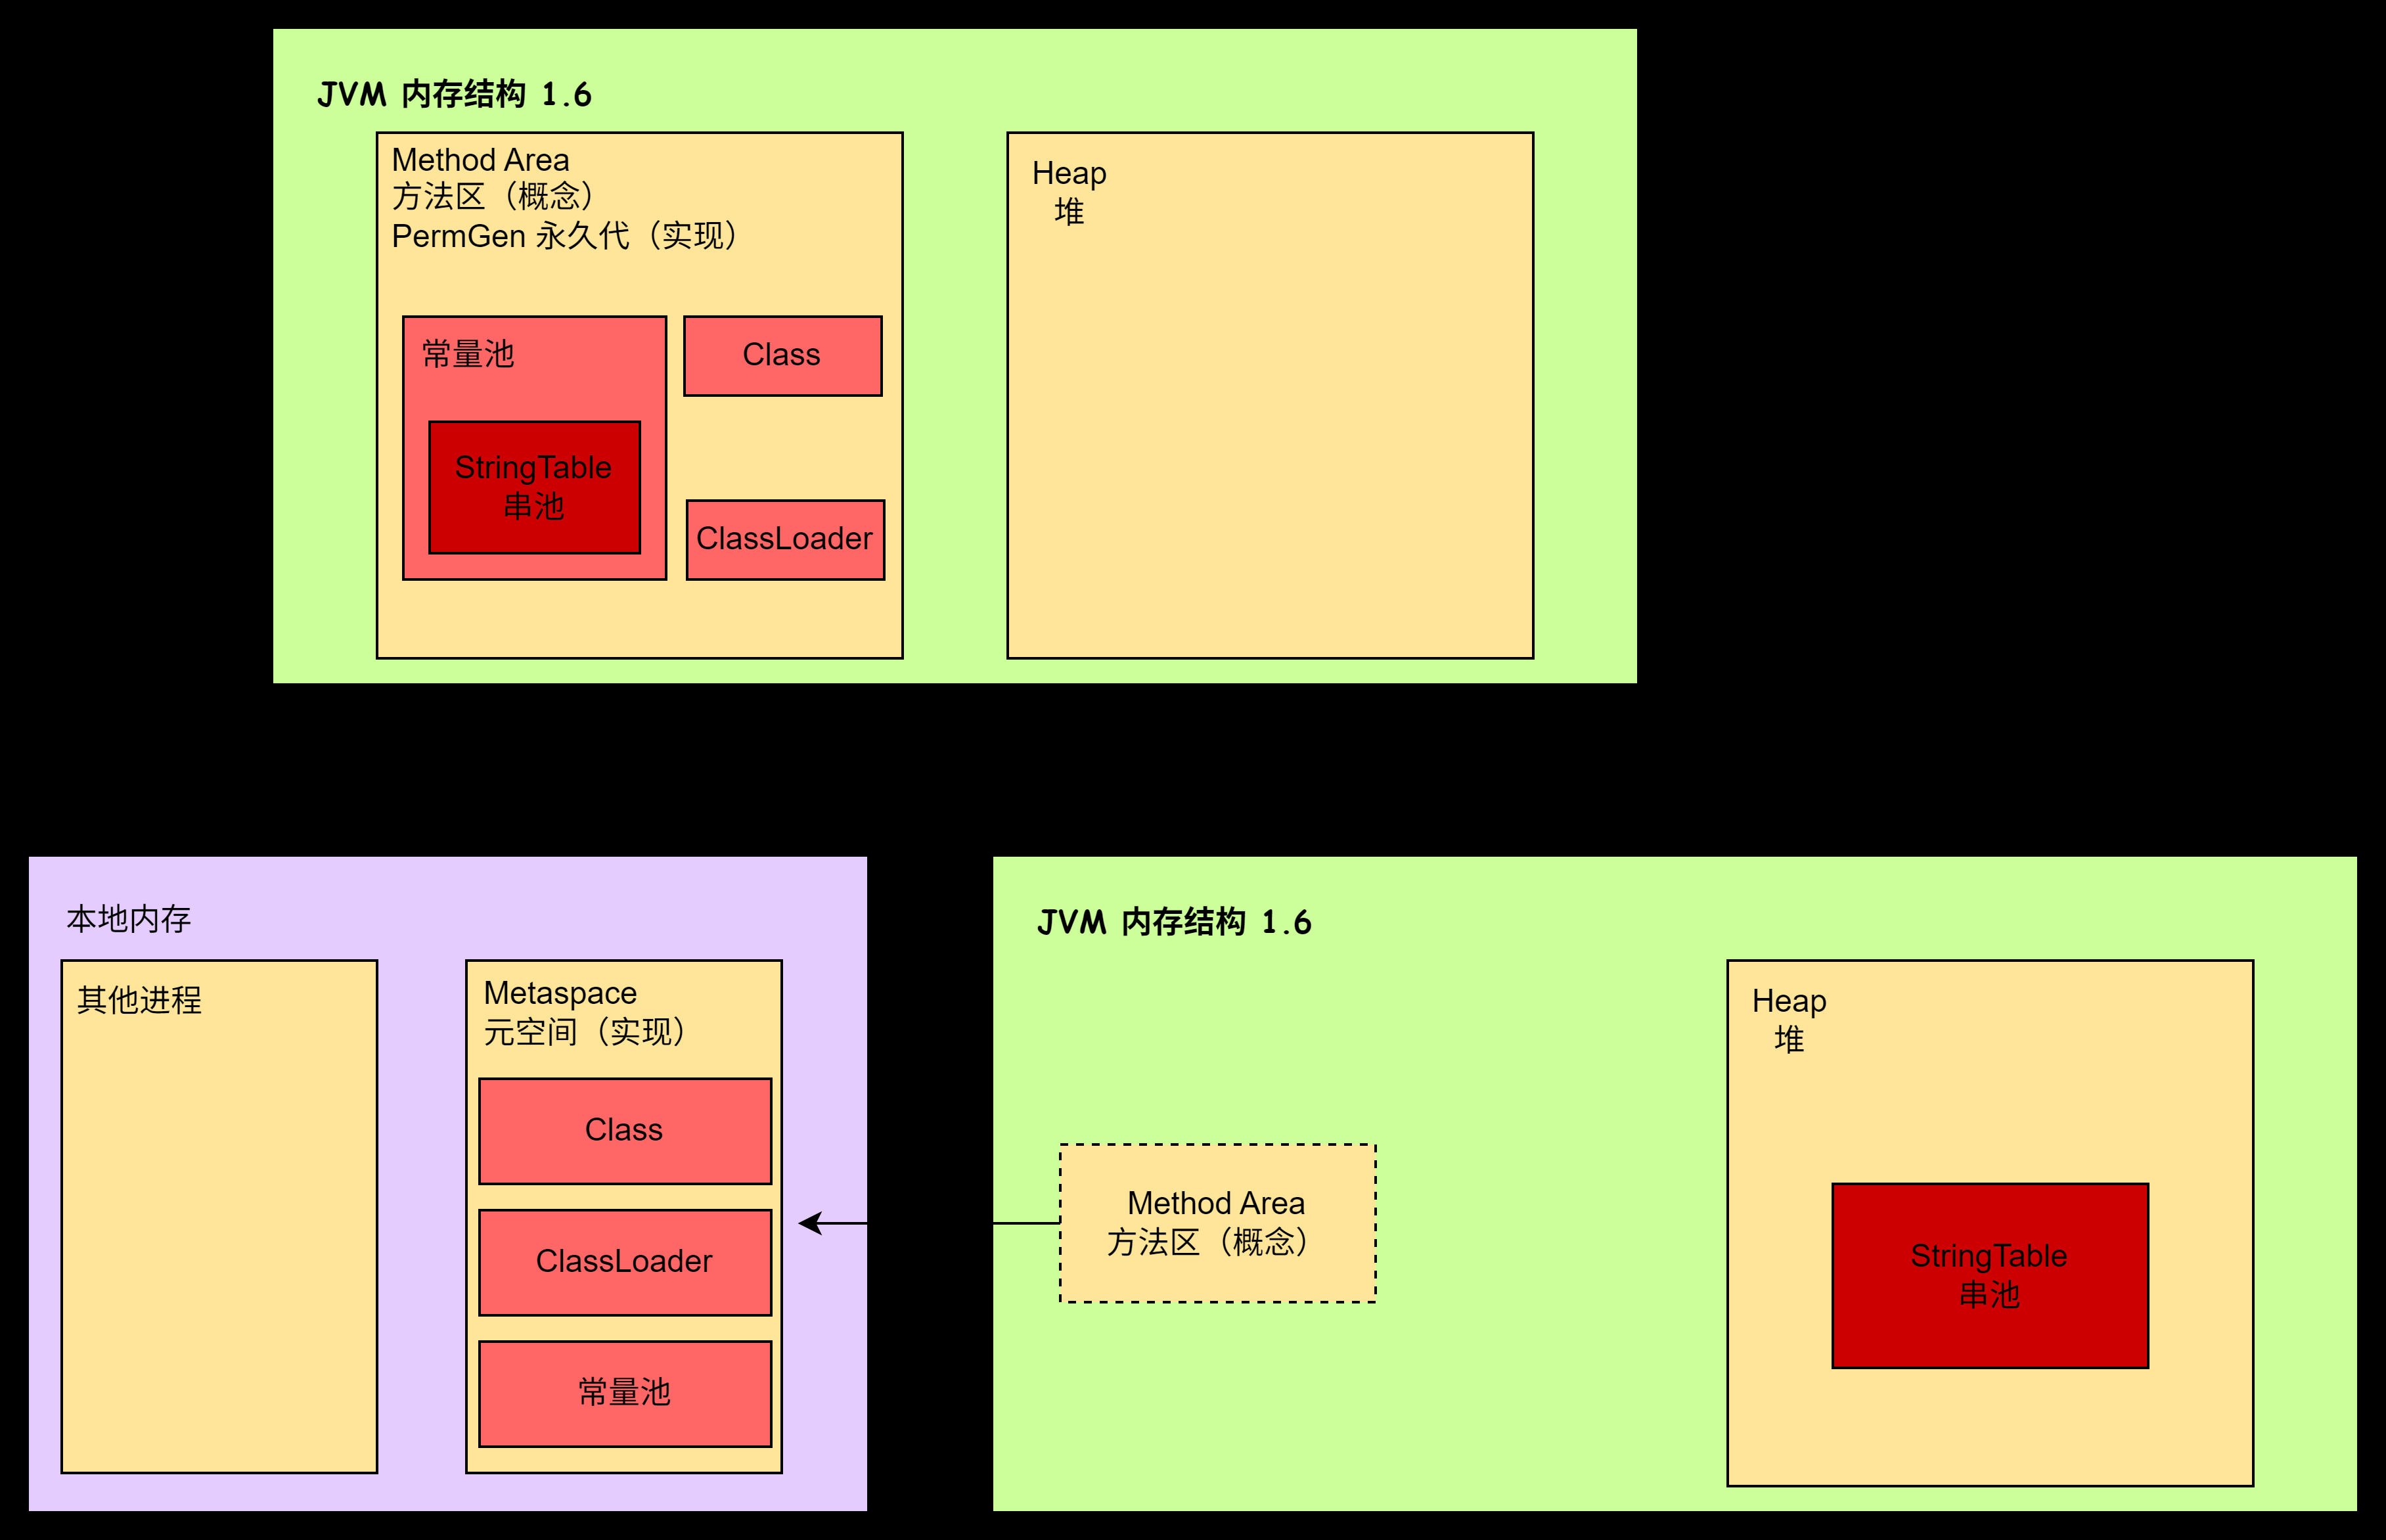 JVM 内存结构 1.6
Method Area
方法区（概念）
PermGen 永久代（实现）
常量池
StringTable
串池
Class
ClassLoader
Heap
堆
本地内存
其他进程
Metaspace
元空间（实现）
Class
ClassLoader
常量池
JVM 内存结构 1.6
Method Area
方法区（概念）
Heap
堆
StringTable
串池